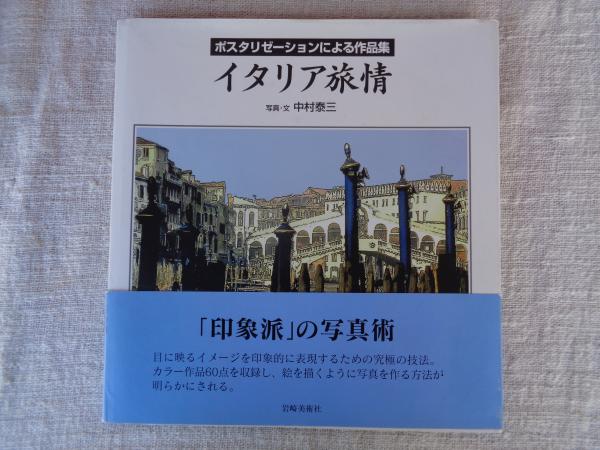 ポスタリゼーションによる作品集
イタリア旅情
写真・文 中村泰三
「印象派」の写真術
目に映るイメージを印象的に表現するための究極の技法。
カラー作品60点を収録し、絵を描くように写真を作る方法が
明らかにされる。
岩崎美術社